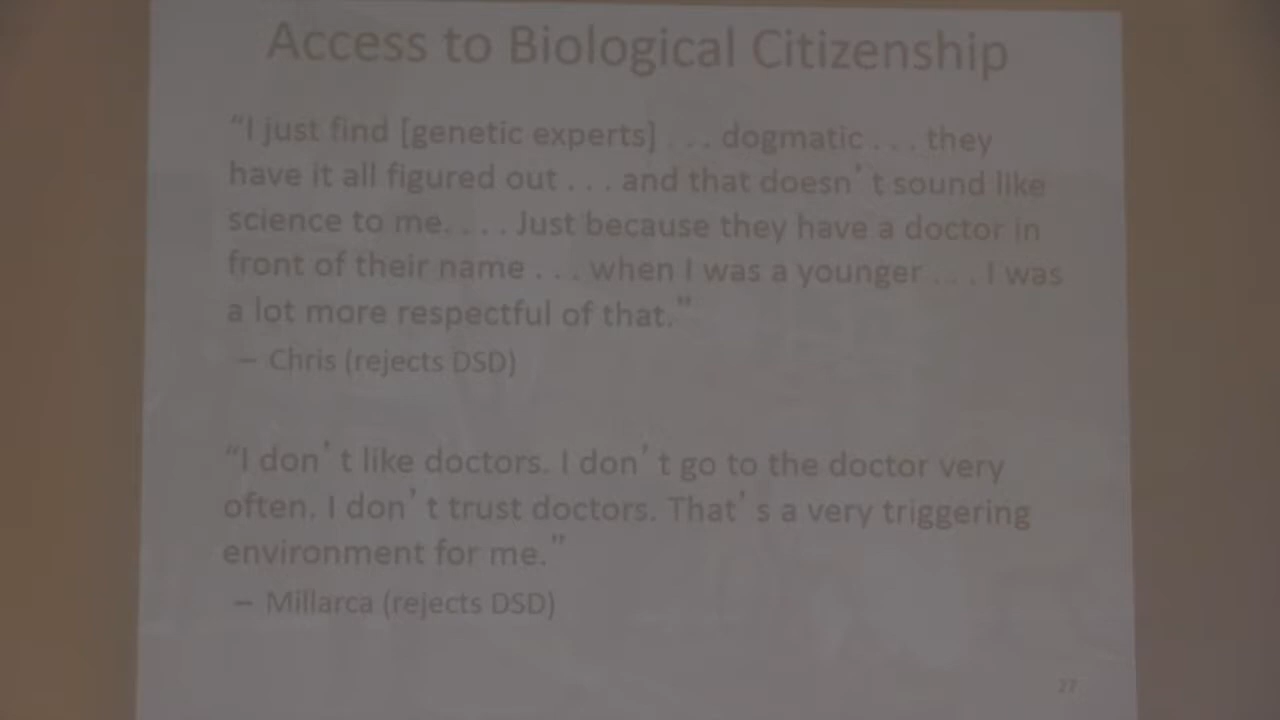 Access to Biological Citizenship
“I just find [genetic experts] . . . dogmatic . . . they
have it all figured out . . . and that doesn’t sound like
science to me. . . . Just because they have a doctor in
front of their name . . . when I was a younger . . . I was
a lot more respectful of that.”
– Chris (rejects DSD)
“I don’t like doctors. I don’t go to the doctor very
often. I don’t trust doctors. That’s a very triggering
environment for me.”
– Millarca (rejects DSD)
27